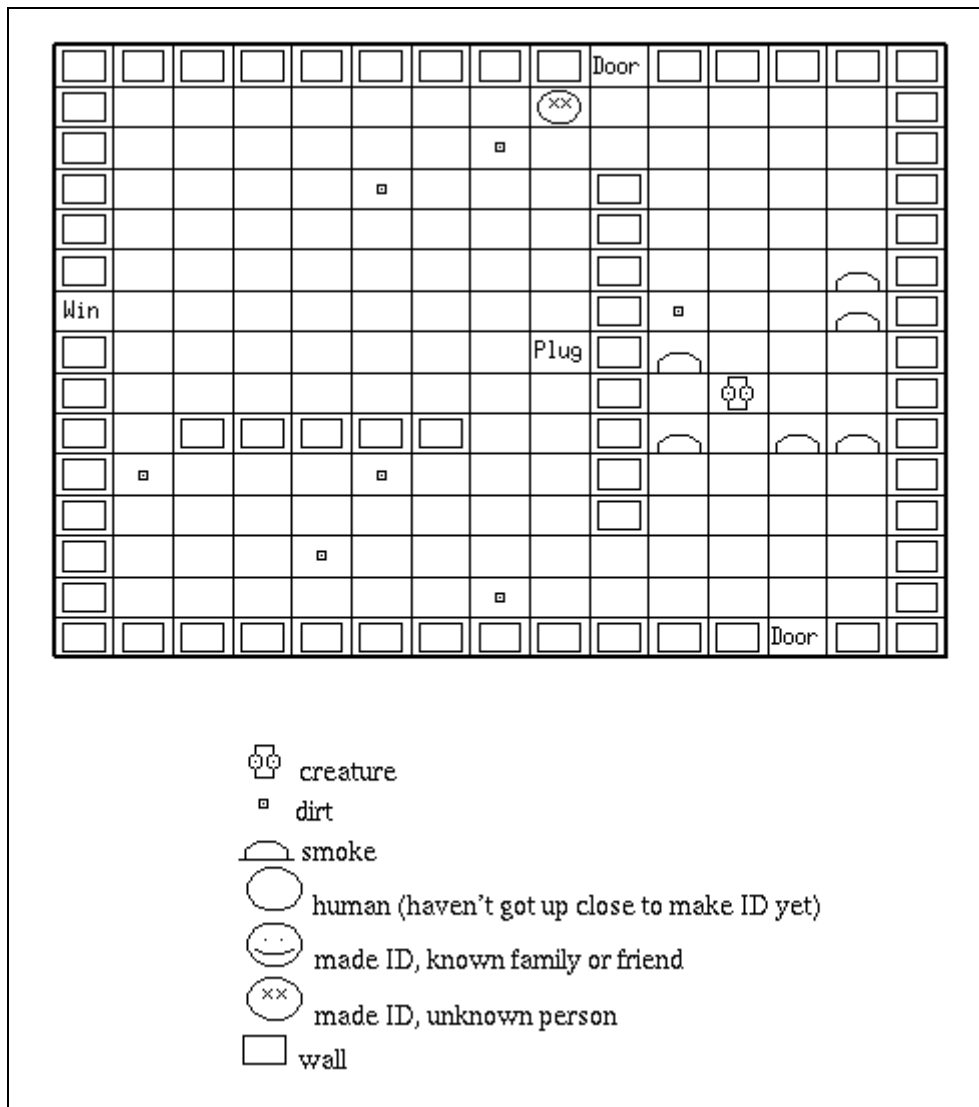 Door
Win
Plug
Door
creature
dirt
smoke
human (haven't got up close to make ID yet)
made ID, known family or friend
made ID, unknown person
wall